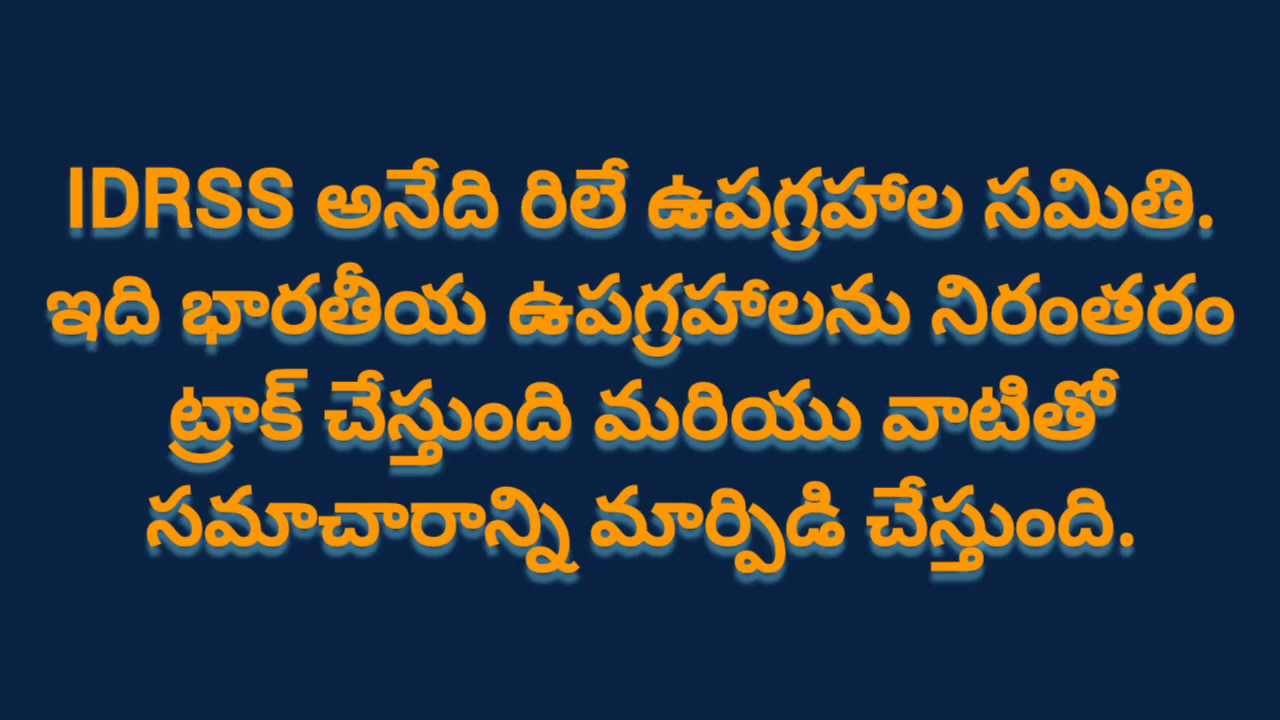 IDRSS అనేది రిలే ఉపగ్రహాల సమితి.
ఇది భారతీయ ఉపగ్రహాలను నిరంతరం
ట్రాక్ చేస్తుంది మరియు వాటితో
సమాచారాన్ని మార్పిడి చేస్తుంది.